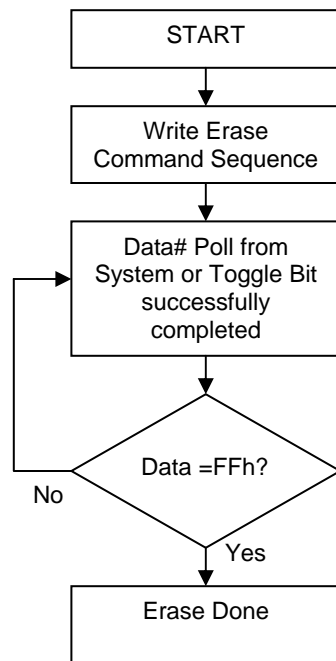 START
Write Erase
Command Sequence
Data# Poll from
System or Toggle Bit
successfully
completed
Data =FFh?
No
Yes
Erase Done